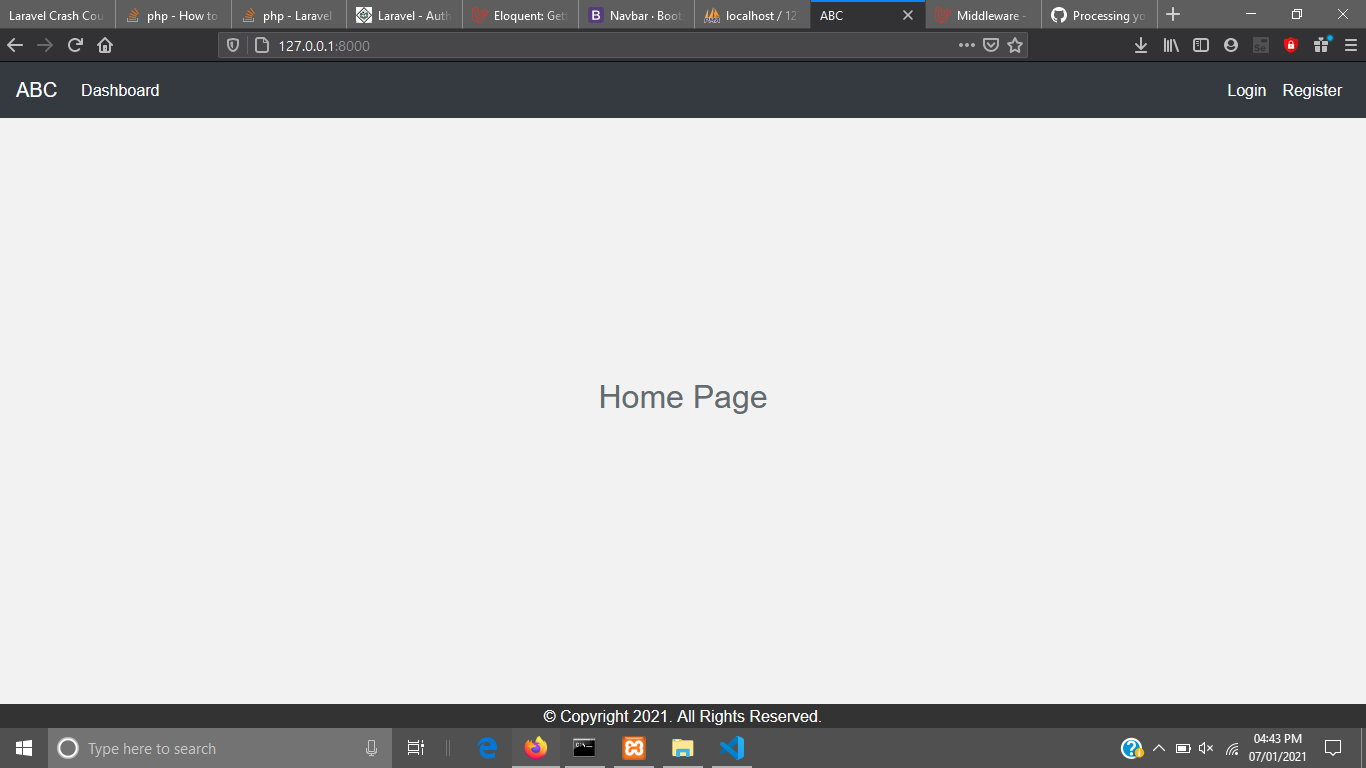 Laravel Crash Cou
php - How to
php - Laravel
Laravel - Auth
Eloquent: Get
Navbar · Boot
localhost / 127
ABC
Middleware -
Processing yo
127.0.0.1:8000
ABC Dashboard Login Register
Home Page
© Copyright 2021. All Rights Reserved.
Type here to search
04:43 PM
07/01/2021